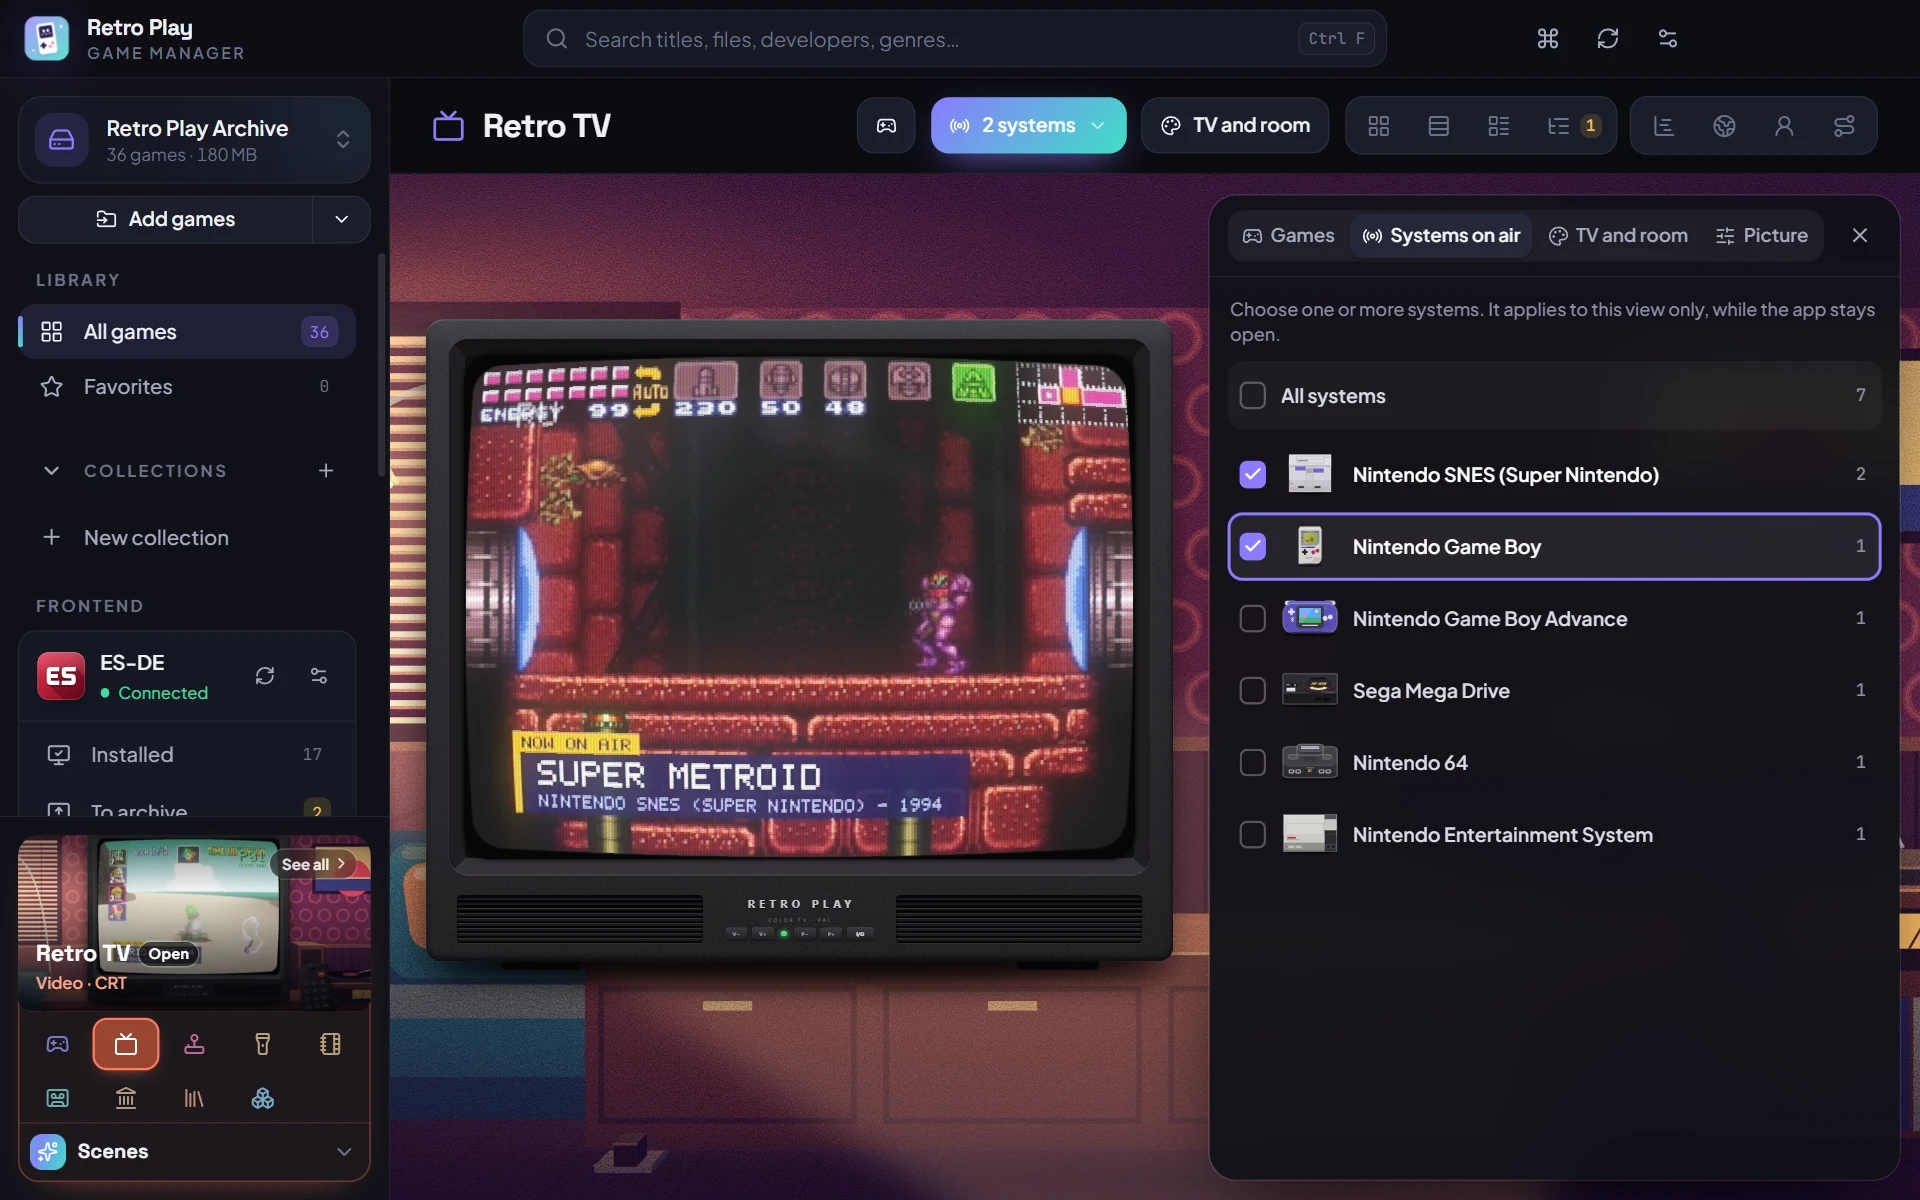 Retro Play
GAME MANAGER
Search titles, files, developers, genres...
Ctrl F
Retro Play Archive
36 games · 180 MB
Add games
LIBRARY
All games
36
Favorites
0
COLLECTIONS
New collection
FRONTEND
ES
ES-DE
Connected
Installed
17
To archive
2
See all
Retro TV
Open
Video · CRT
Scenes
Retro TV
2 systems
TV and room
1
ENERGY 99
AUTO
230
50
40
NOW ON AIR
SUPER METROID
NINTENDO SNES (SUPER NINTENDO) - 1994
RETRO PLAY
COLOR TV · PAL
V-
V+
P-
P+
I/O
Games
Systems on air
TV and room
Picture
Choose one or more systems. It applies to this view only, while the app stays
open.
All systems
7
Nintendo SNES (Super Nintendo)
2
Nintendo Game Boy
1
Nintendo Game Boy Advance
1
Sega Mega Drive
1
Nintendo 64
1
Nintendo Entertainment System
1